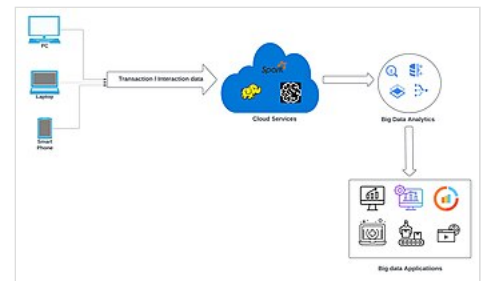 PC
Laptop
Smart
Phone
Transaction / Interaction data
Spark
Cloud Services
Big Data Analytics
Big-data Applications